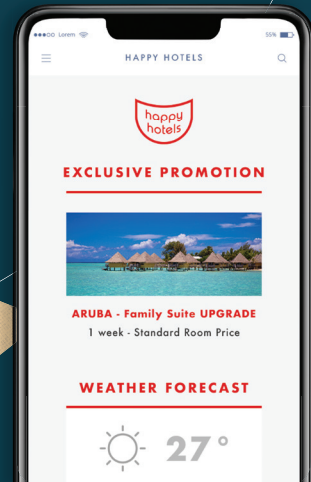 Lorem
55%
HAPPY HOTELS
happy
hotels
EXCLUSIVE PROMOTION
ARUBA - Family Suite UPGRADE
1 week - Standard Room Price
WEATHER FORECAST
27°